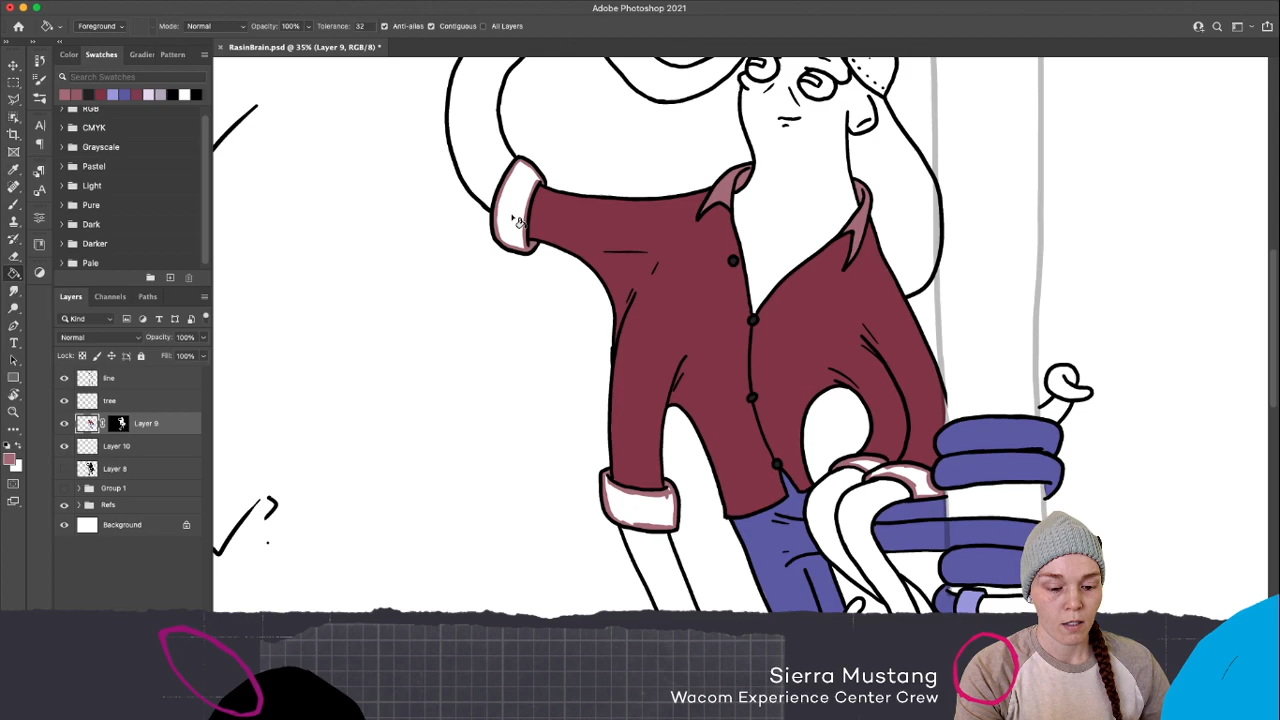 Adobe Photoshop 2021
Foreground
Mode: Normal
Opacity: 100%
Tolerance: 32
Anti-alias
Contiguous
All Layers
RasinBrain.psd @ 35% (Layer 9, RGB/8) *
Color
Swatches
Gradier
Pattern
Search Swatches
RGB
CMYK
Grayscale
Pastel
Light
Pure
Dark
Darker
Pale
Layers
Channels
Paths
Kind
Normal
Opacity: 100%
Lock:
Fill: 100%
line
tree
Layer 9
Layer 10
Layer 8
Group 1
Refs
Background
Sierra Mustang
Wacom Experience Center Crew